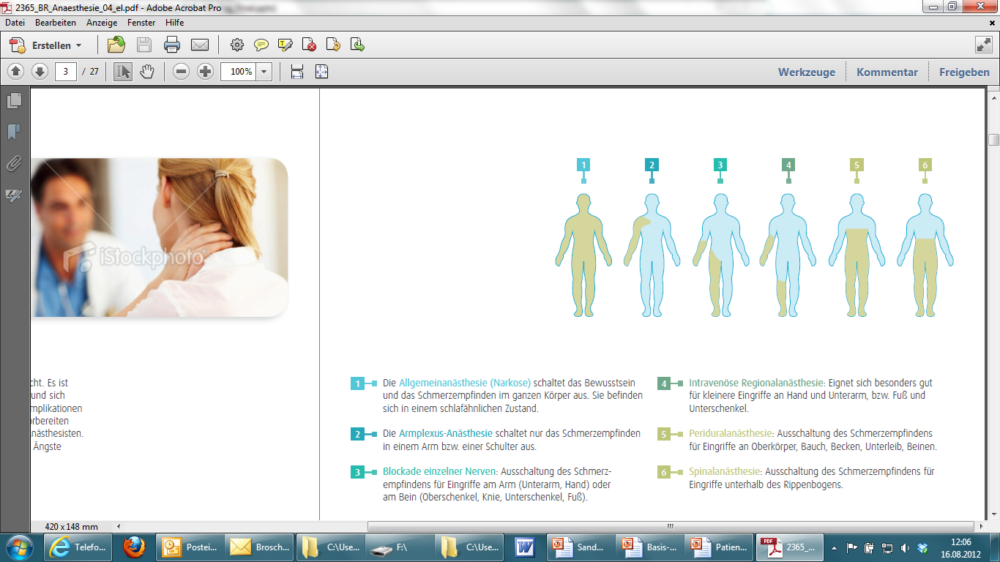 2365_BR_Anaesthesie_04_el.pdf - Adobe Acrobat Pro
Datei Bearbeiten Anzeige Fenster Hilfe
Erstellen
3 / 27 100% Werkzeuge Kommentar Freigeben
1 2 3 4 5 6
iStockphoto
cht. Es ist
und sich
mplikationen
orbereiten
näthesisten.
Ängste
1 Die Allgemeinanästhesie (Narkose) schaltet das Bewusstsein
und das Schmerzempfinden im ganzen Körper aus. Sie befinden
sich in einem schlafähnlichen Zustand.
2 Die Armplexus-Anästhesie schaltet nur das Schmerzempfinden
in einem Arm bzw. einer Schulter aus.
3 Blockade einzelner Nerven: Ausschaltung des Schmerz-
empfindens für Eingriffe am Arm (Unterarm, Hand) oder
am Bein (Oberschenkel, Knie, Unterschenkel, Fuß).
4 Intravenöse Regionalanästhesie: Eignet sich besonders gut
für kleinere Eingriffe an Hand und Unterarm, bzw. Fuß und
Unterschenkel.
5 Periduralanästhesie: Ausschaltung des Schmerzempfindens
für Eingriffe an Oberkörper, Bauch, Becken, Unterleib, Beinen.
6 Spinalanästhesie: Ausschaltung des Schmerzempfindens für
Eingriffe unterhalb des Rippenbogens.
420 x 148 mm
Telefo... Postei... Brosch... C:\Use... F:\ C:\Use... Sand... Basis-... Patien... 2365_... 12:06
16.08.2012